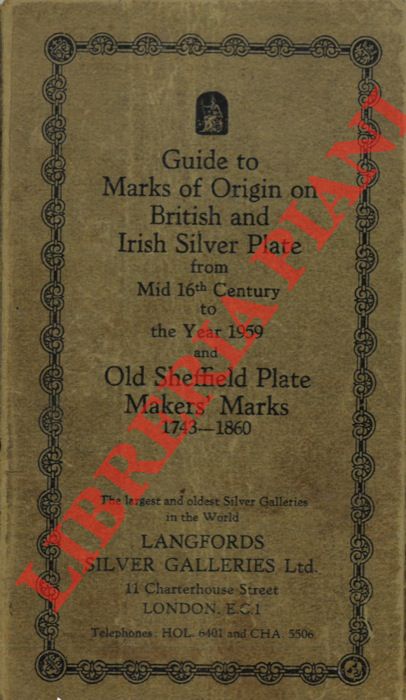 Guide to
Marks of Origin on
British and
Irish Silver Plate
from
Mid 16th Century
to
the Year 1959
and
Old Sheffield Plate
Makers' Marks
1743—1860
The largest and oldest Silver Galleries
in the World
LANGFORDS
SILVER GALLERIES Ltd.
11 Charterhouse Street
LONDON. E.C.1
Telephones: HOL. 6401 and CHA. 5506
LIBRERIA PIANI